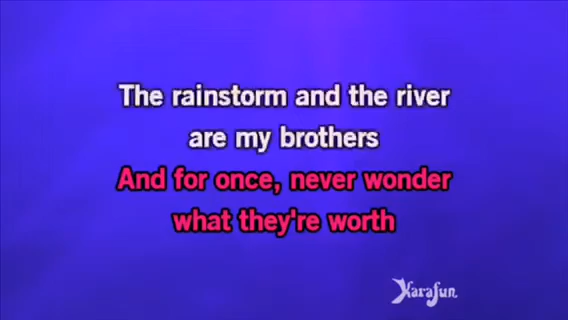 The rainstorm and the river
are my brothers
And for once, never wonder
what they're worth
Karafun